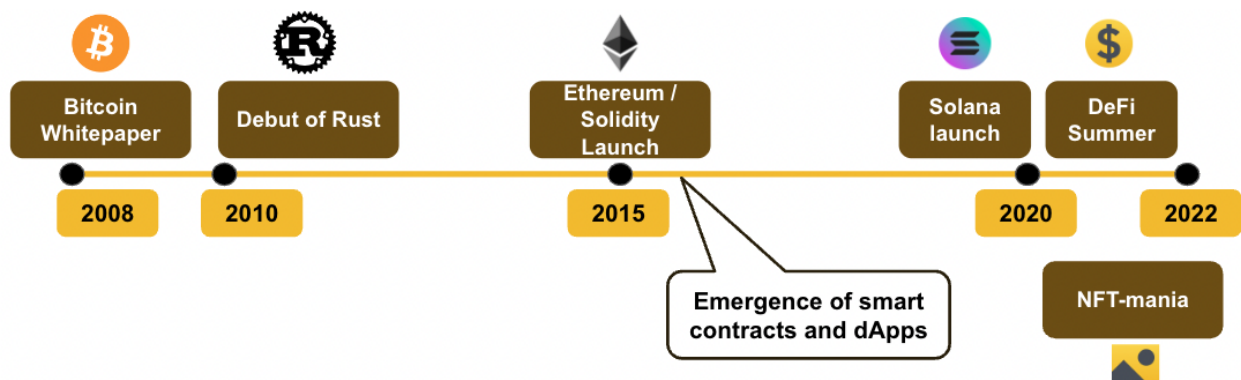 Bitcoin
Whitepaper
Debut of Rust
Ethereum /
Solidity
Launch
Solana
launch
DeFi
Summer
2008
2010
2015
2020
2022
Emergence of smart
contracts and dApps
NFT-mania